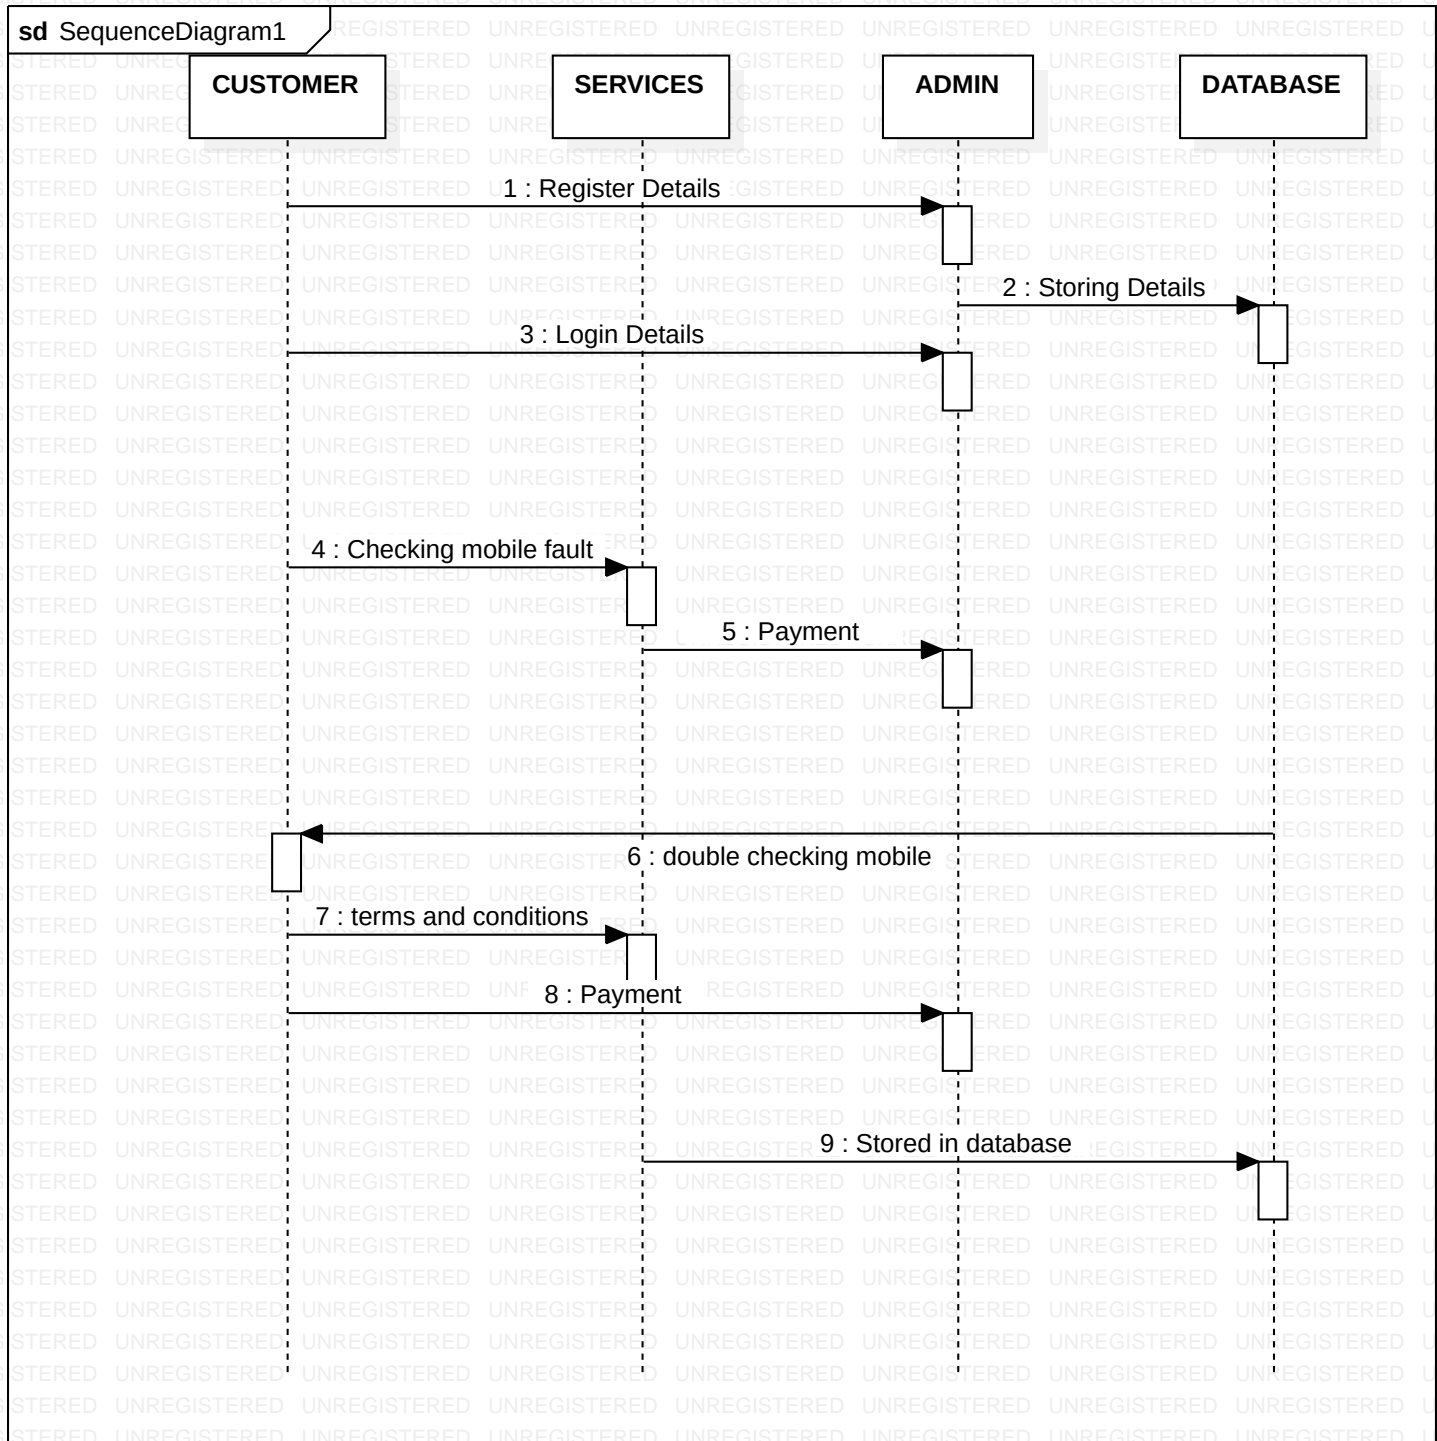 sd SequenceDiagram1
CUSTOMER SERVICES ADMIN DATABASE
1 : Register Details
2 : Storing Details
3 : Login Details
4 : Checking mobile fault
5 : Payment
6 : double checking mobile
7 : terms and conditions
8 : Payment
9 : Stored in database
UNREGISTERED